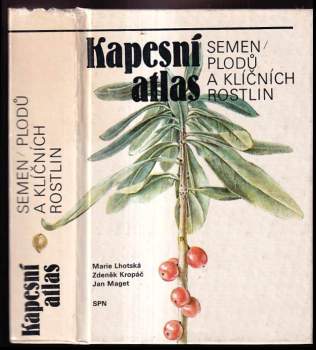 Kapesní
atlas
SEMEN/
PLODŮ
A KLÍČNÍCH
ROSTLIN
Marie Lhotská
Zdeněk Kropáč
Jan Maget
SPN
Kapesní
atlas
SEMEN/PLODŮ
A KLÍČNÍCH
ROSTLIN